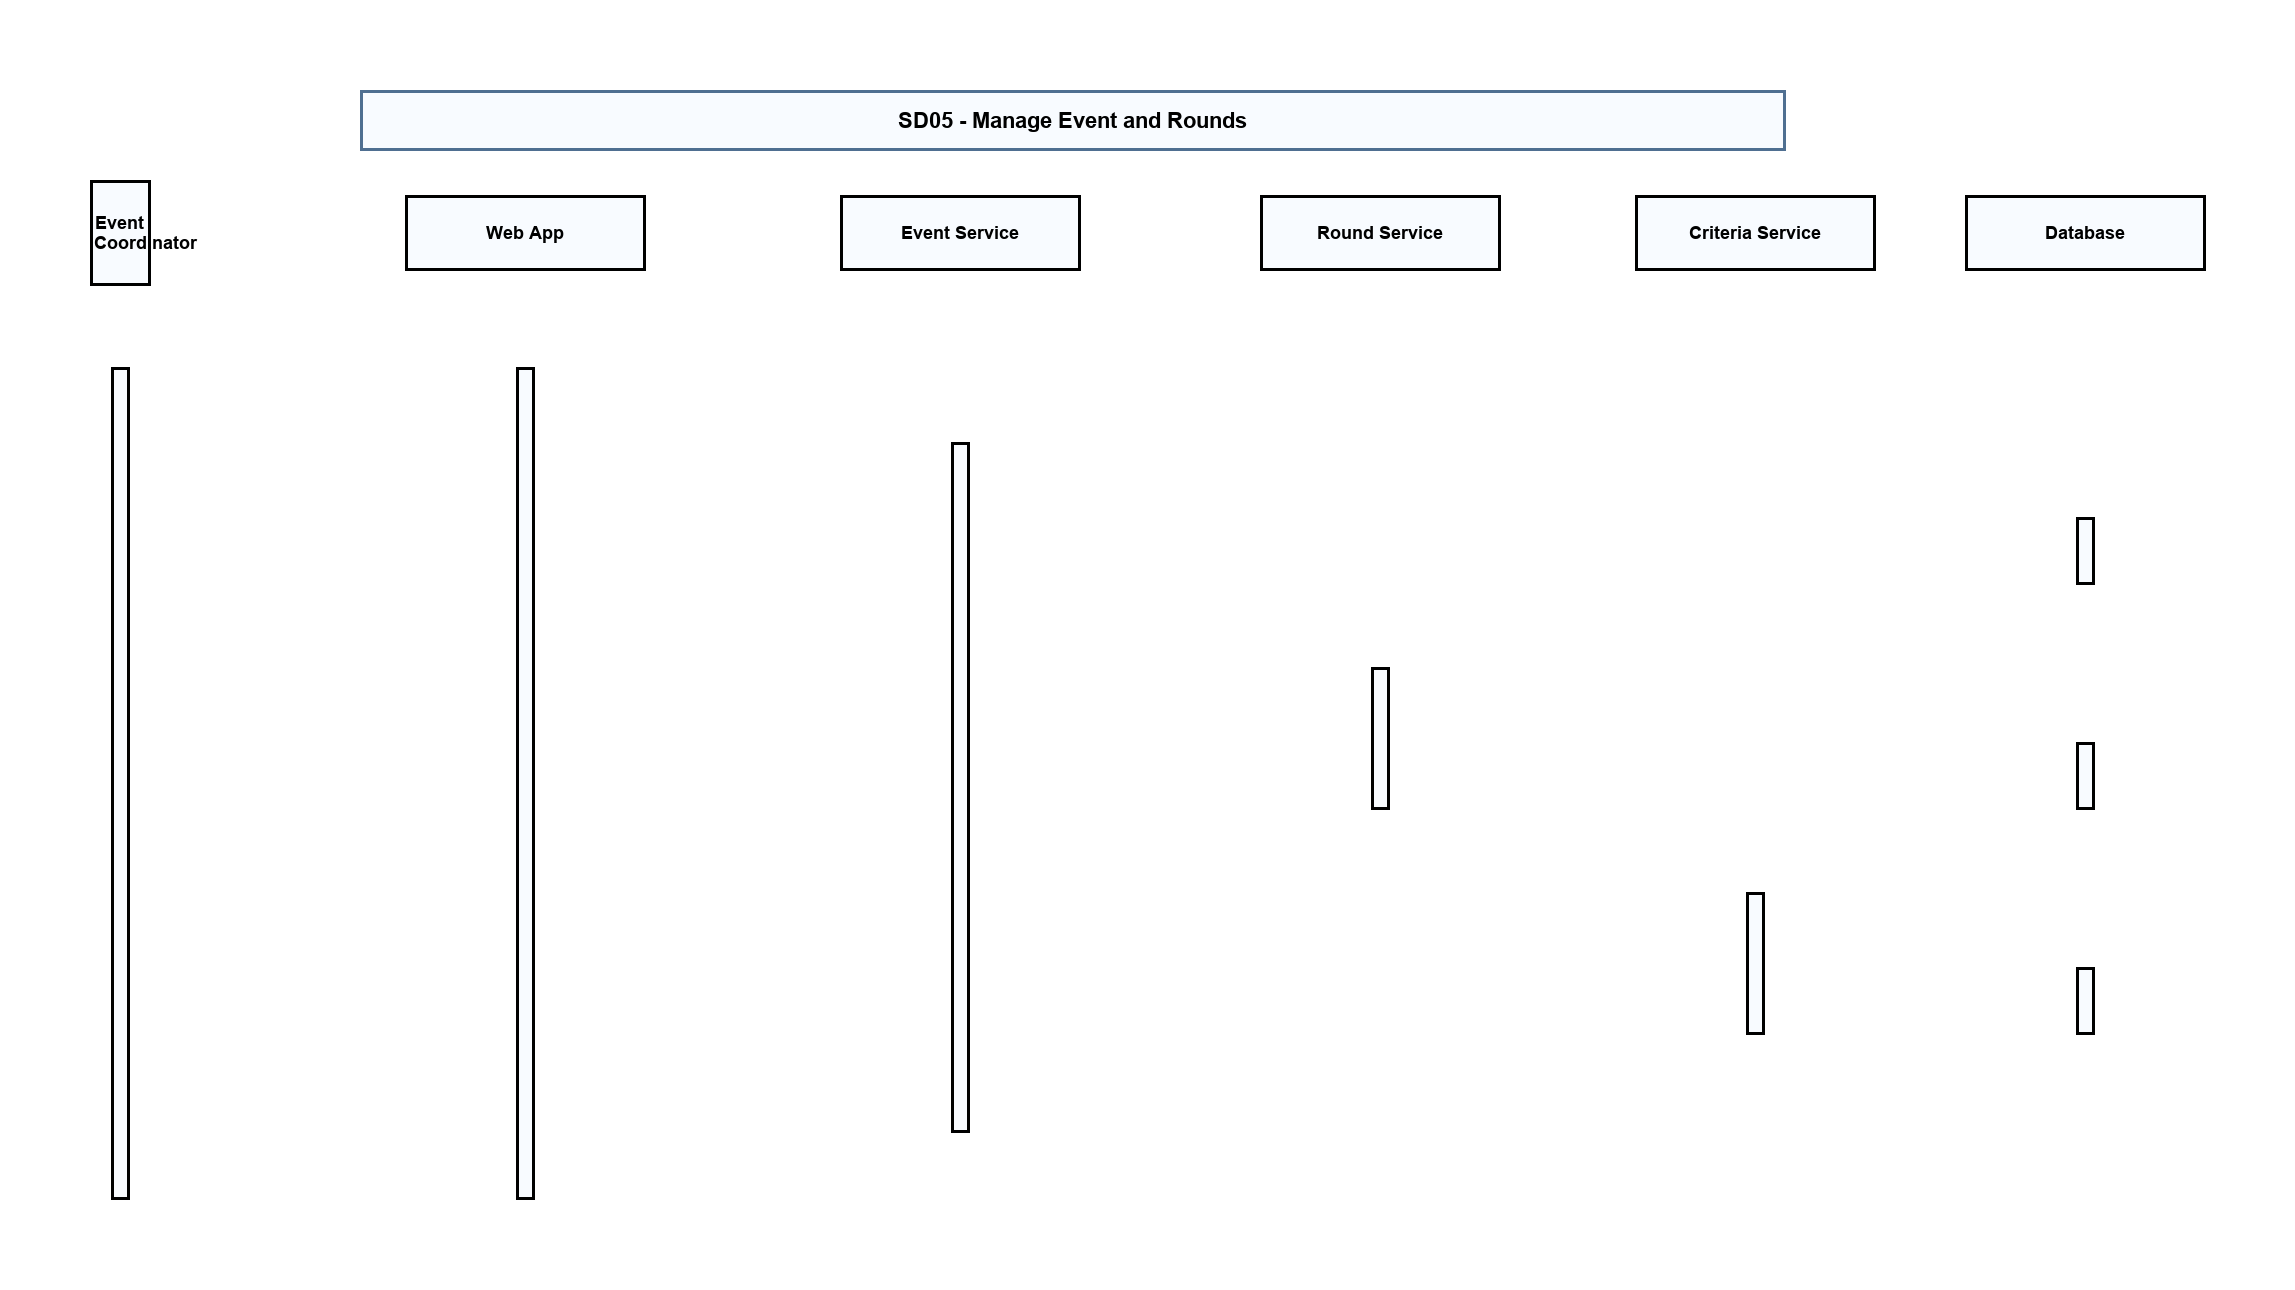 SD05 - Manage Event and Rounds
Event
Coordinator
Web App
Event Service
Round Service
Criteria Service
Database